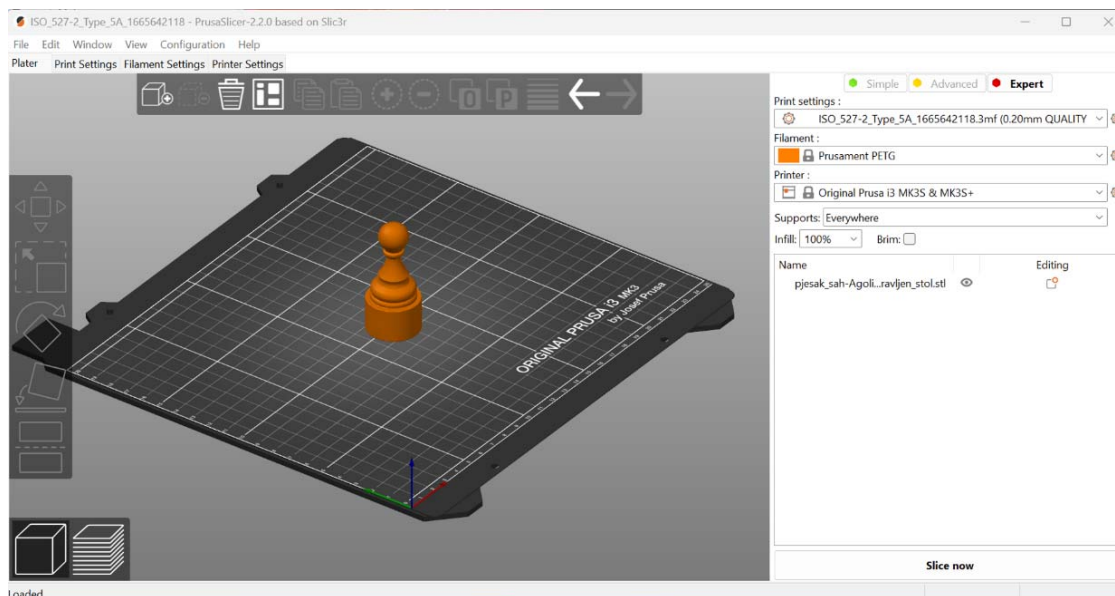 ISO_527-2_Type_5A_1665642118 - PrusaSlicer-2.2.0 based on Slic3r
File Edit Window View Configuration Help
Plater Print Settings Filament Settings Printer Settings
Simple Advanced Expert
Print settings :
ISO_527-2_Type_5A_1665642118.3mf (0.20mm QUALITY
Filament :
Prusament PETG
Printer :
Original Prusa i3 MK3S & MK3S+
Supports: Everywhere
Infill: 100% Brim:
Name Editing
pjesak_sah-Agoli...ravljen_stol.stl
ORIGINAL PRUSA i3 MK3
by Josef Prusa
Slice now
Loaded